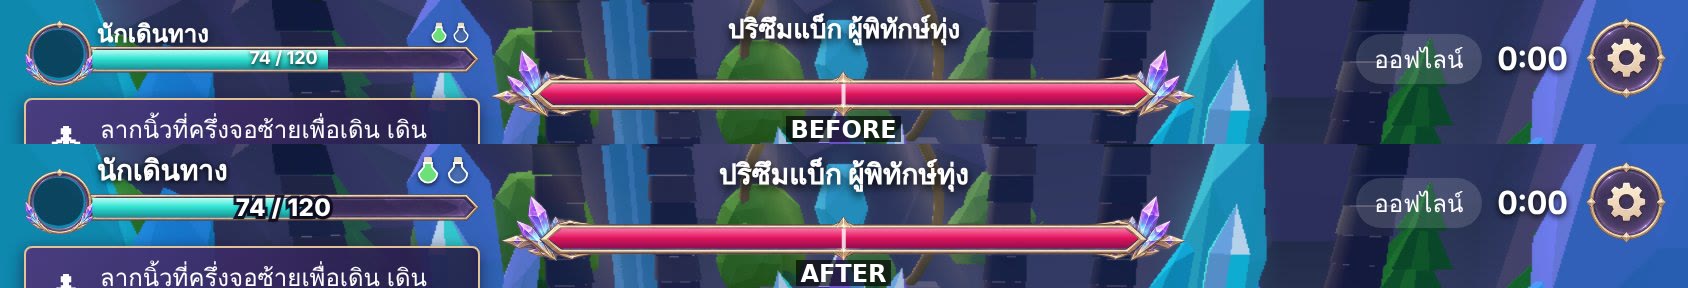 นักเดินทาง
74 / 120
ลากนิ้วที่ครึ่งจอซ้ายเพื่อเดิน เดิน
ปริซึมแบ็ก ผู้พิทักษ์ทุ่ง
BEFORE
ออฟไลน์
0:00
นักเดินทาง
74 / 120
ลากนิ้วที่ครึ่งจอซ้ายเพื่อเดิน เดิน
ปริซึมแบ็ก ผู้พิทักษ์ทุ่ง
AFTER
ออฟไลน์
0:00